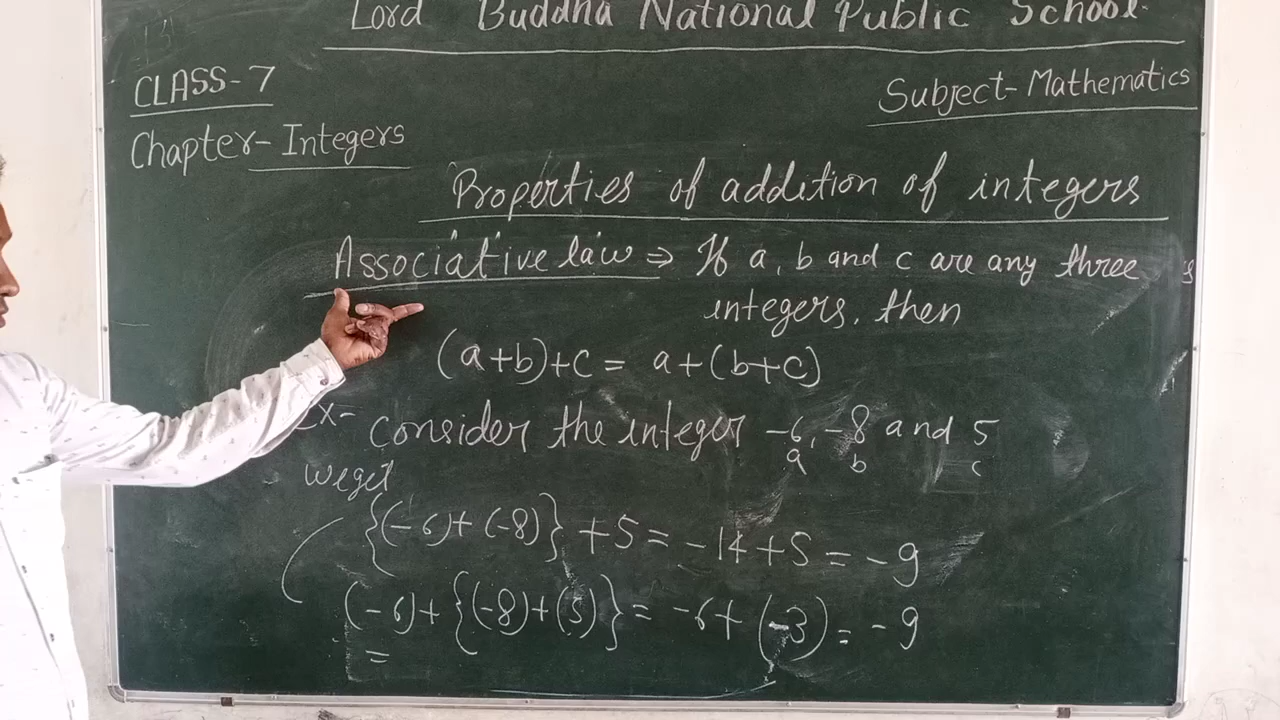 Lord Buddha National Public School.
CLASS-7
Subject- Mathematics
Chapter- Integers
Properties of addition of integers
Associative law ⇒ If a, b and c are any three
integers, then
(a+b)+c = a+(b+c)
Ex- consider the integer -6, -8 and 5
a b c
we get
{(-6)+(-8)} +5 = -14+5 = -9
(-6)+{(-8)+(5)} = -6+(-3) = -9
=